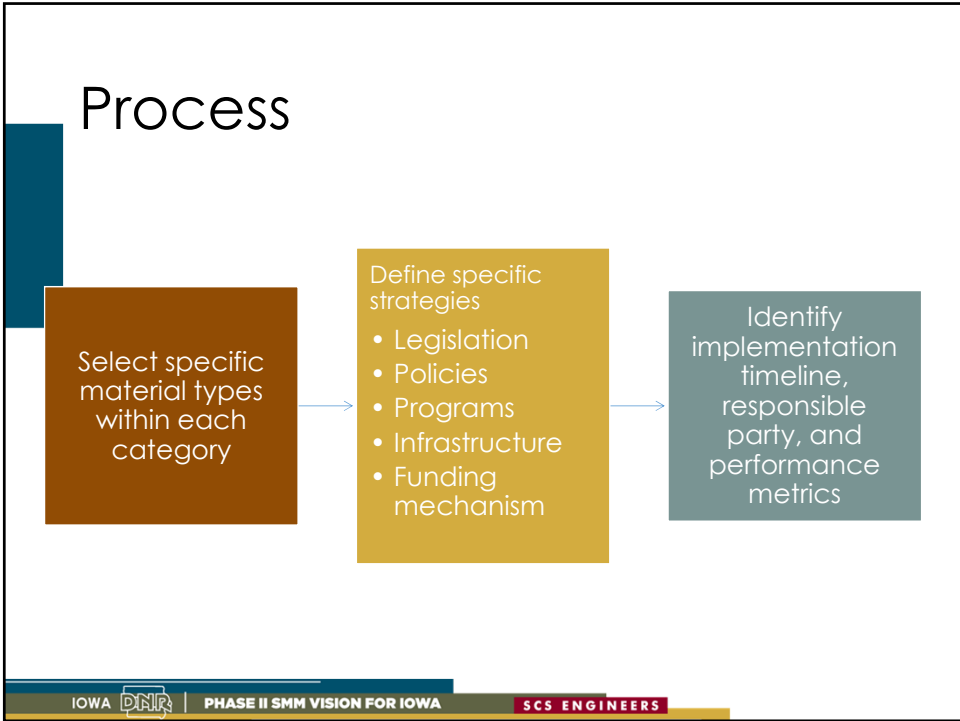 Process
Select specific
material types
within each
category
Define specific
strategies
• Legislation
• Policies
• Programs
• Infrastructure
• Funding
mechanism
Identify
implementation
timeline,
responsible
party, and
performance
metrics
IOWA DNR | PHASE II SMM VISION FOR IOWA SCS ENGINEERS